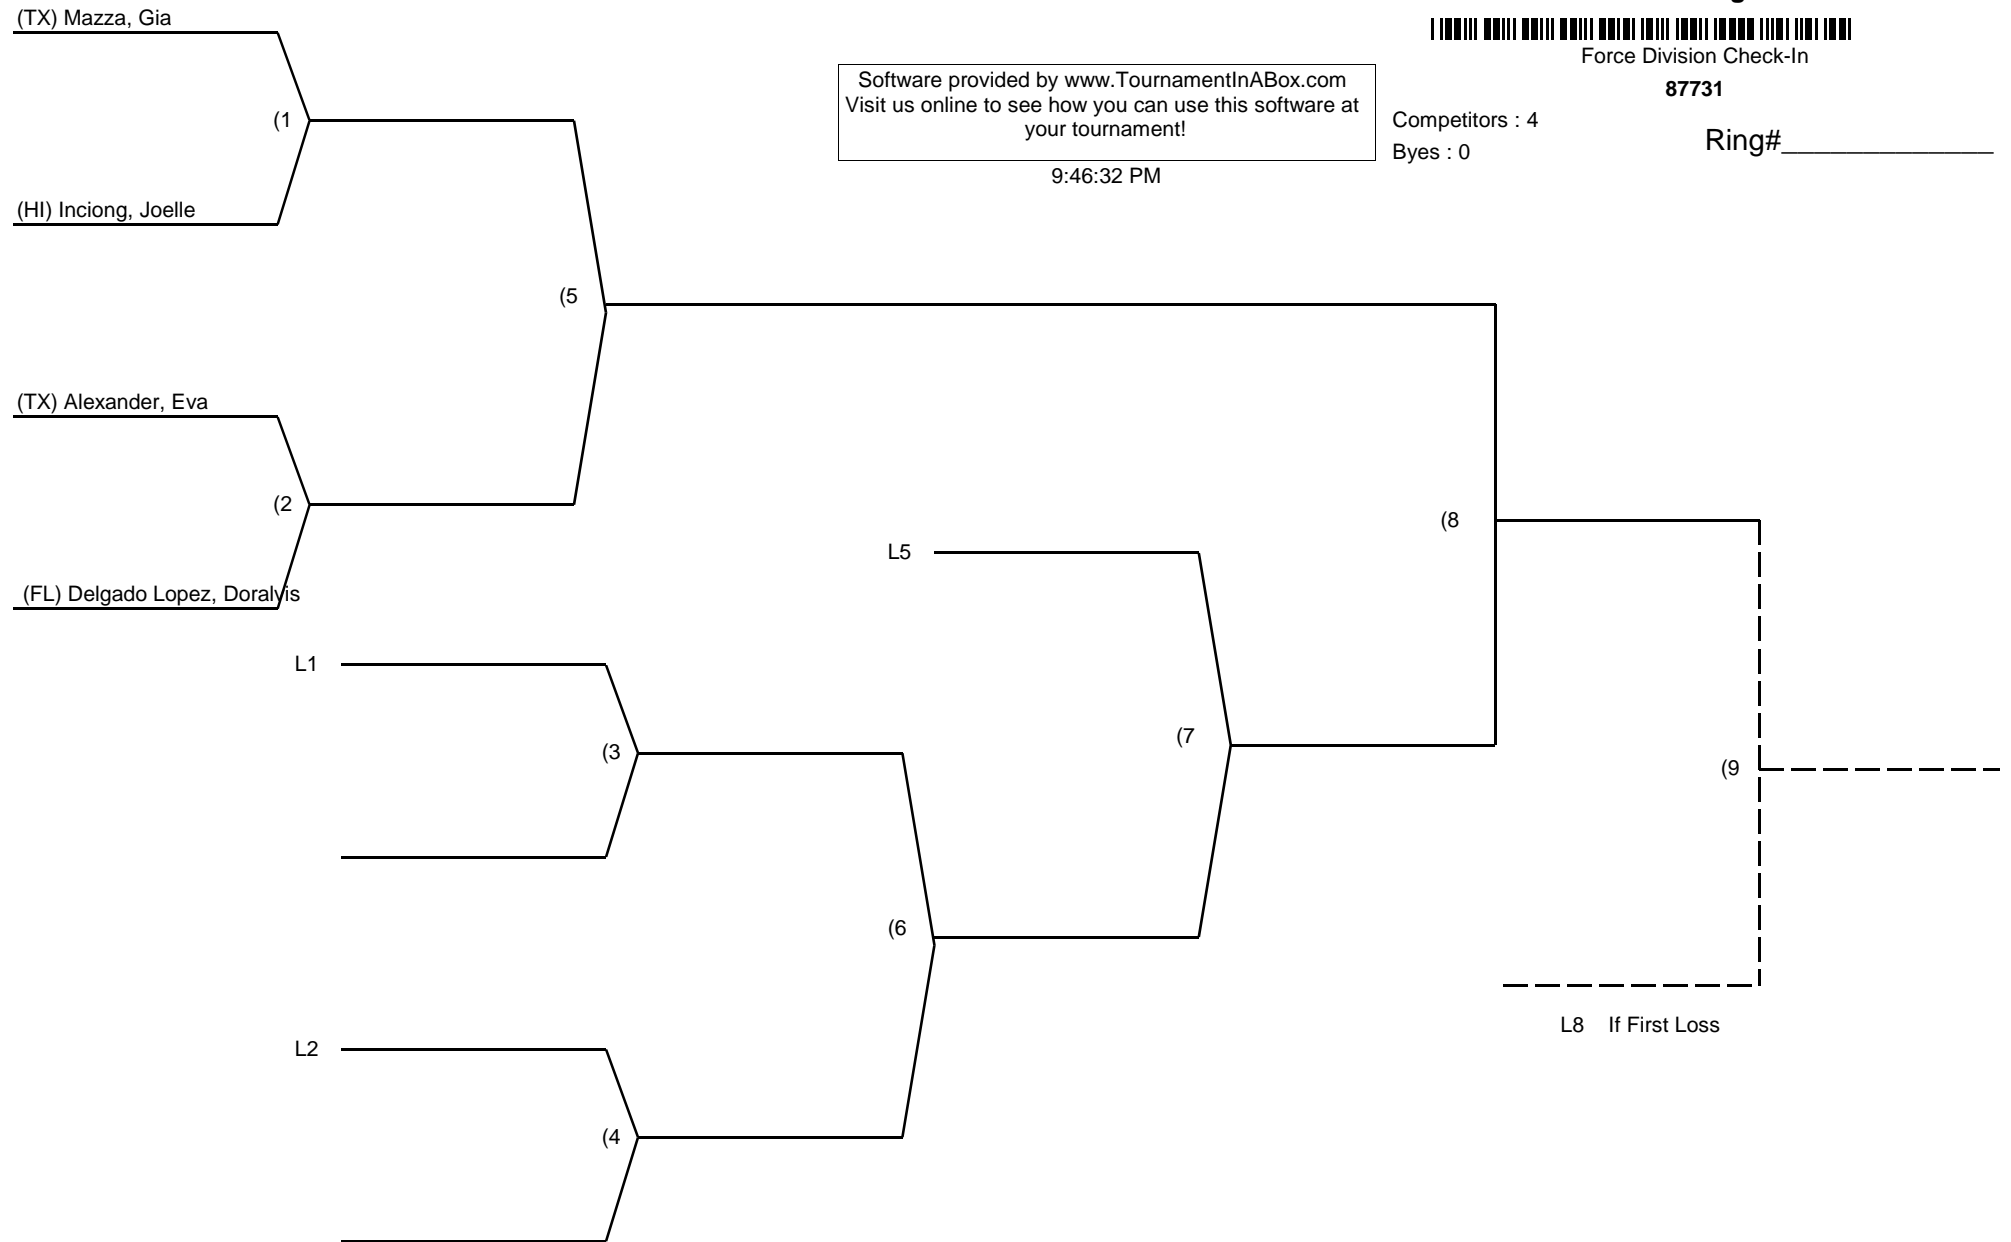 (TX) Mazza, Gia
Force Division Check-In
87731
Software provided by www.TournamentInABox.com
Visit us online to see how you can use this software at
your tournament!
9:46:32 PM
Competitors : 4
Byes : 0
Ring#_____________
(1
(HI) Inciong, Joelle
(5
(TX) Alexander, Eva
(2
(8
L5
(FL) Delgado Lopez, Doralvis
L1
(3
(7
(9
(6
L8 If First Loss
L2
(4